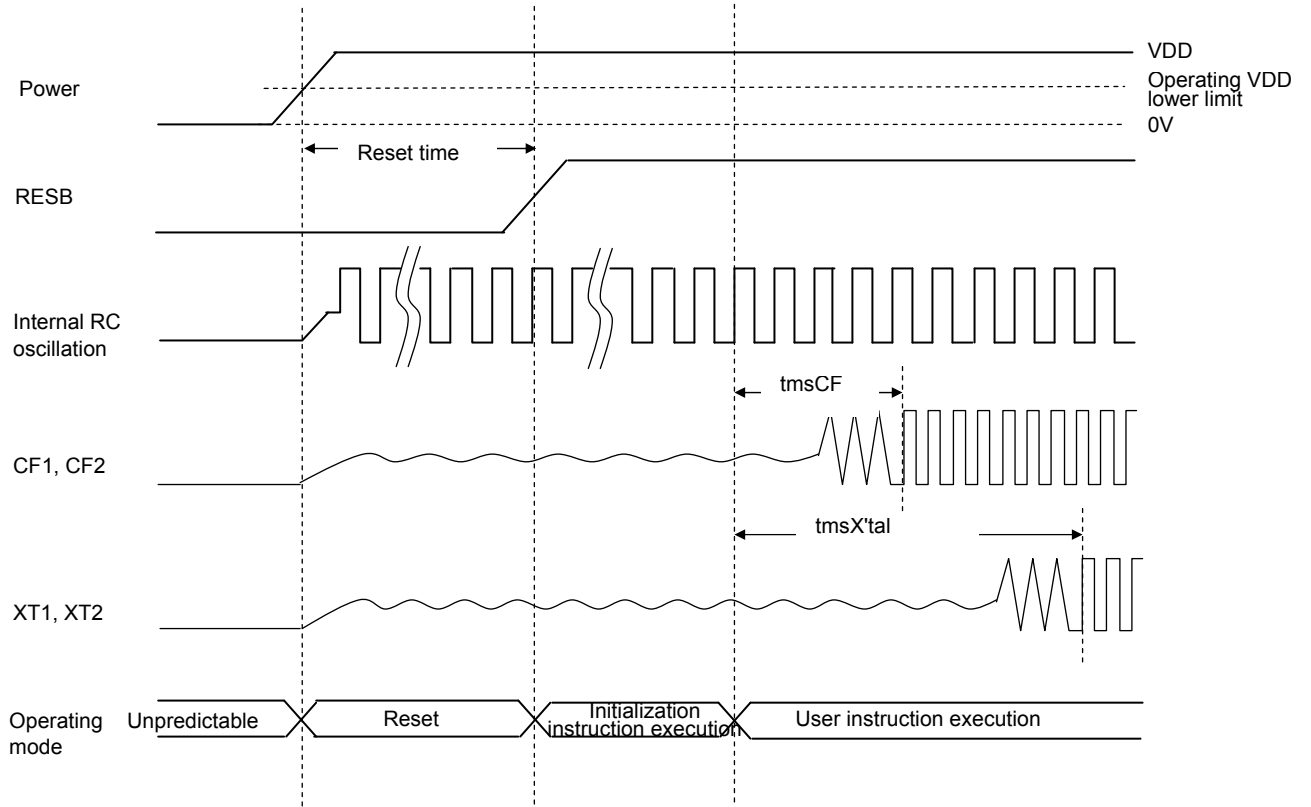 VDD
Power
Operating VDD
lower limit
0V
Reset time
RESB
Internal RC
oscillation
tmsCF
CF1, CF2
tmsX'tal
XT1, XT2
Operating
mode
Unpredictable
Reset
Initialization
instruction execution
User instruction execution